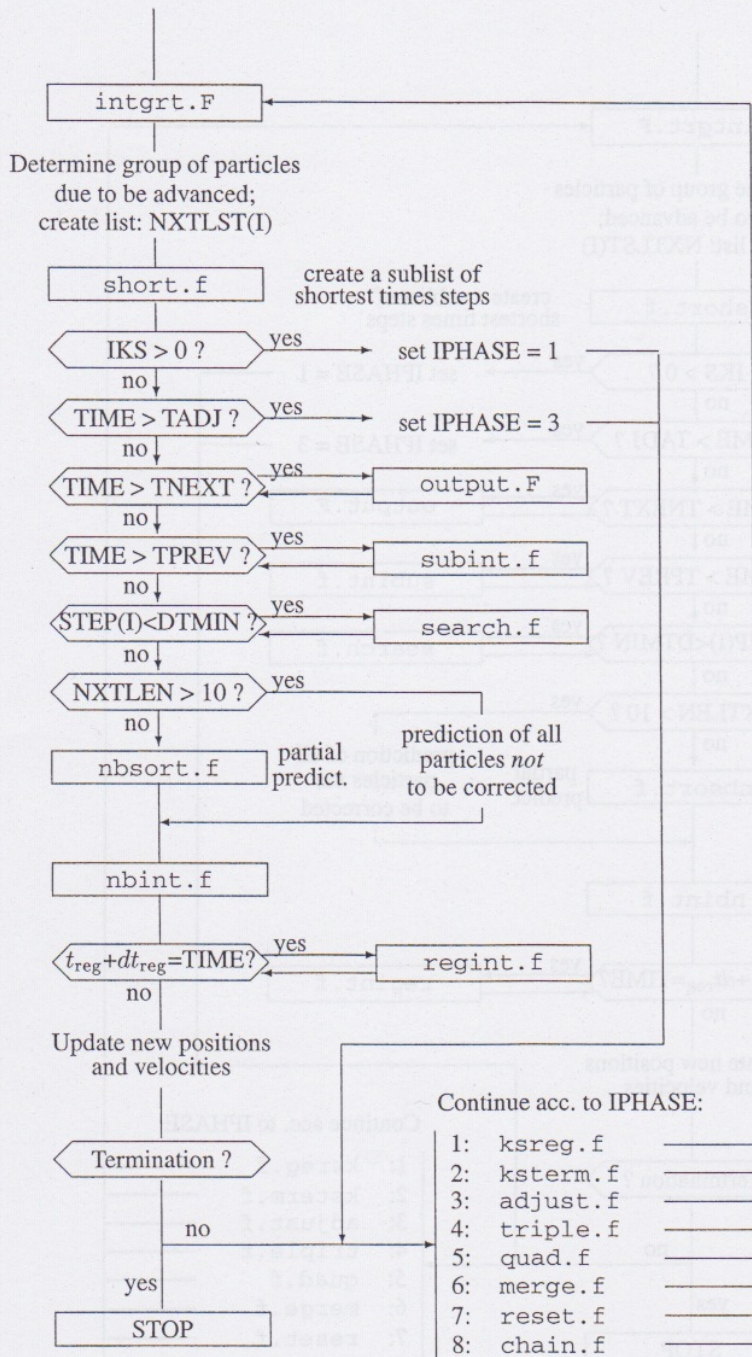 intgrt.F
Determine group of particles
due to be advanced;
create list: NXTLST(I)
short.f
create a sublist of
shortest times steps
IKS > 0 ?
yes
set IPHASE = 1
no
TIME > TADJ ?
yes
set IPHASE = 3
no
TIME > TNEXT ?
yes
output.F
no
TIME > TPREV ?
yes
subint.f
no
STEP(I)<DTMIN ?
yes
search.f
no
NXTLEN > 10 ?
yes
no
nbsort.f
partial
predict.
prediction of all
particles not
to be corrected
nbint.f
treg+dtreg=TIME?
yes
regint.f
no
Update new positions
and velocities
Termination ?
no
yes
STOP
Continue acc. to IPHASE:
1: ksreg.f
2: ksterm.f
3: adjust.f
4: triple.f
5: quad.f
6: merge.f
7: reset.f
8: chain.f